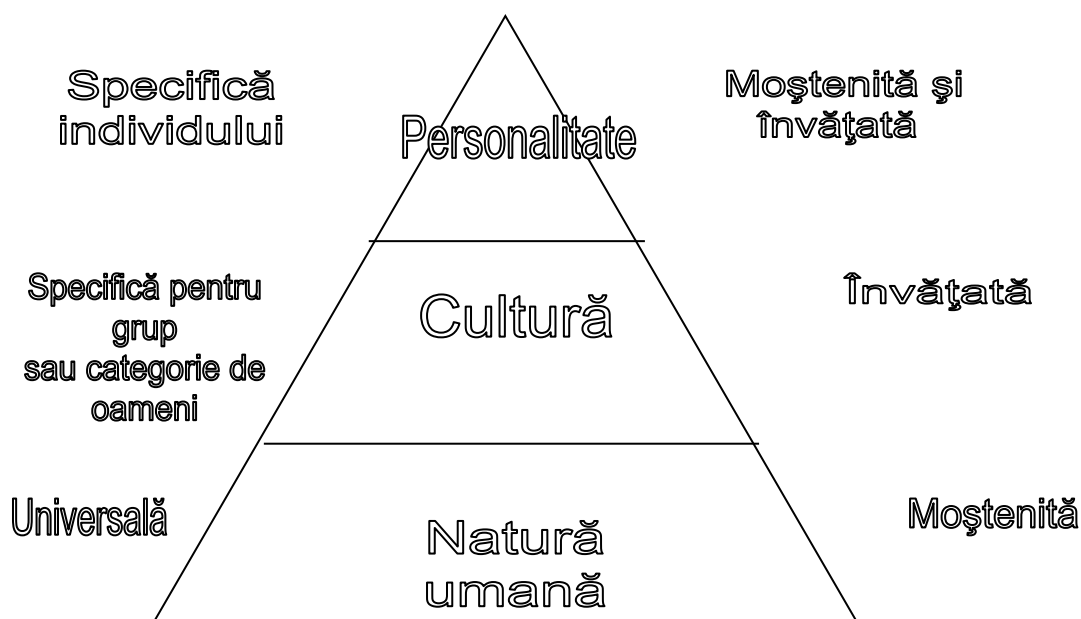 Specifică
individului
Personalitate
Moştenită şi
învăţată
Specifică pentru
grup
sau categorie de
oameni
Cultură
Învăţată
Universală
Natură
umană
Moştenită